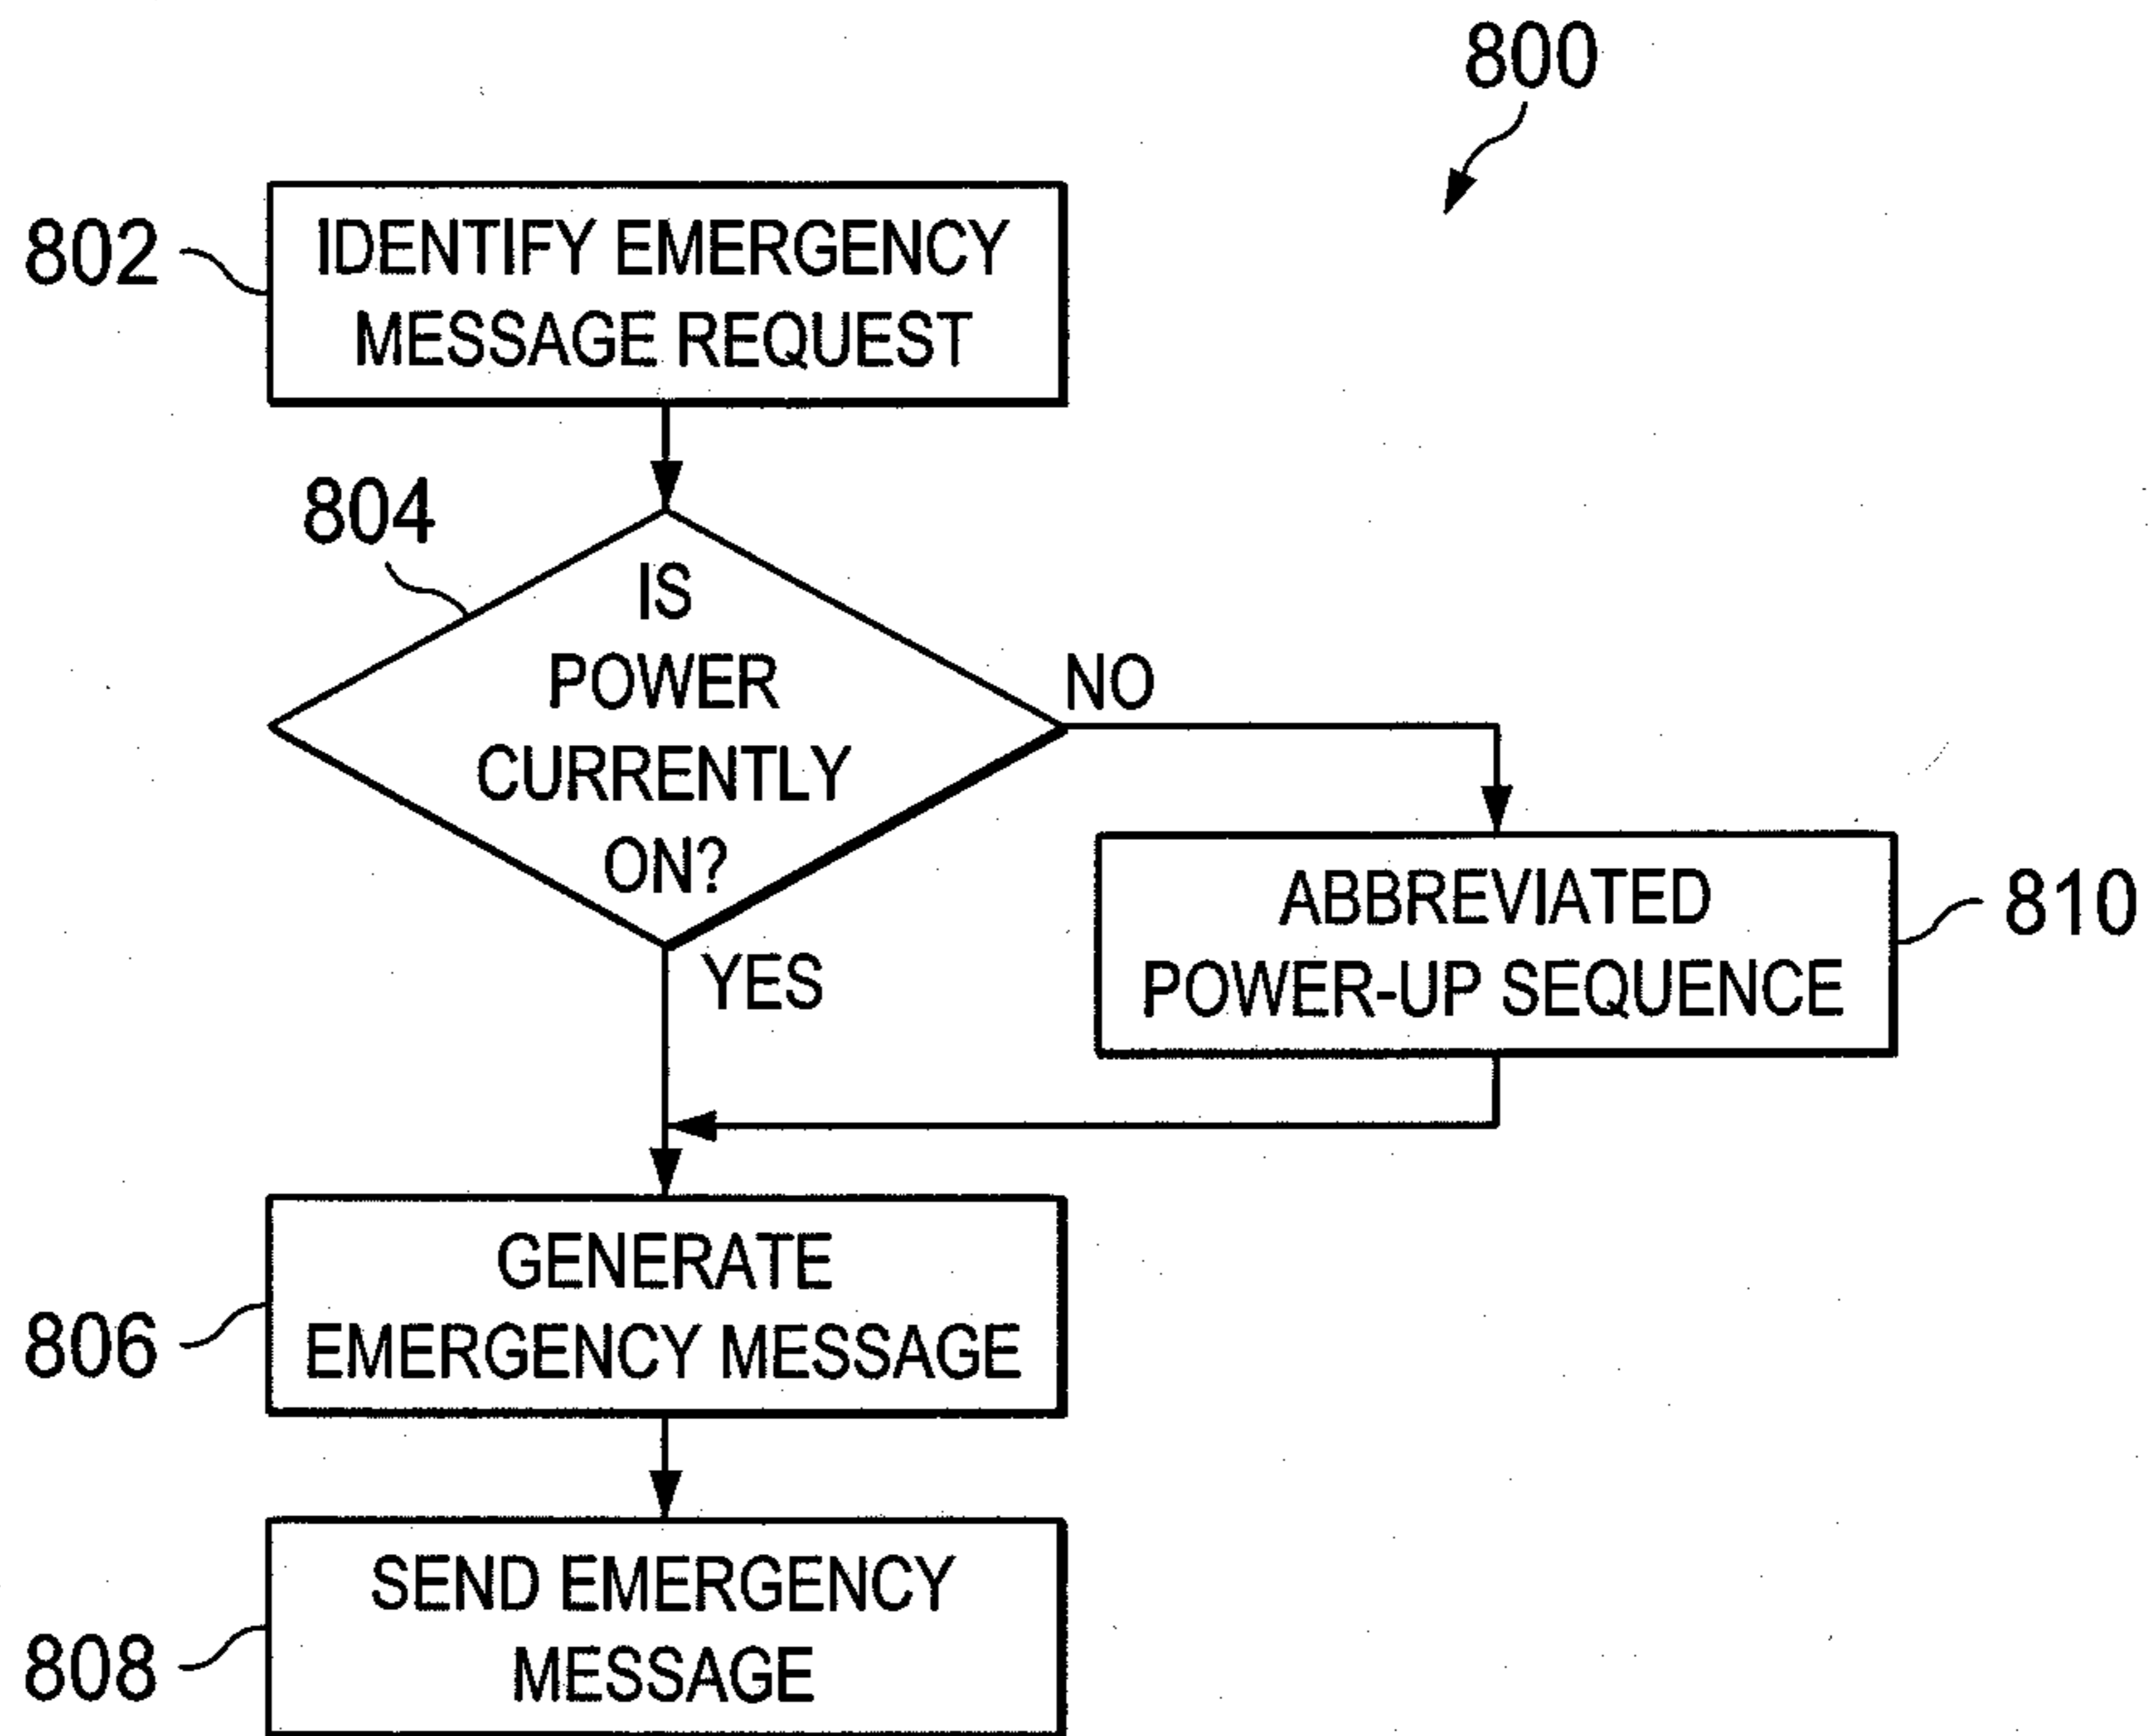 800
802
IDENTIFY EMERGENCY
MESSAGE REQUEST
804
IS
POWER
CURRENTLY
ON?
NO
YES
ABBREVIATED
POWER-UP SEQUENCE
810
806
GENERATE
EMERGENCY MESSAGE
808
SEND EMERGENCY
MESSAGE